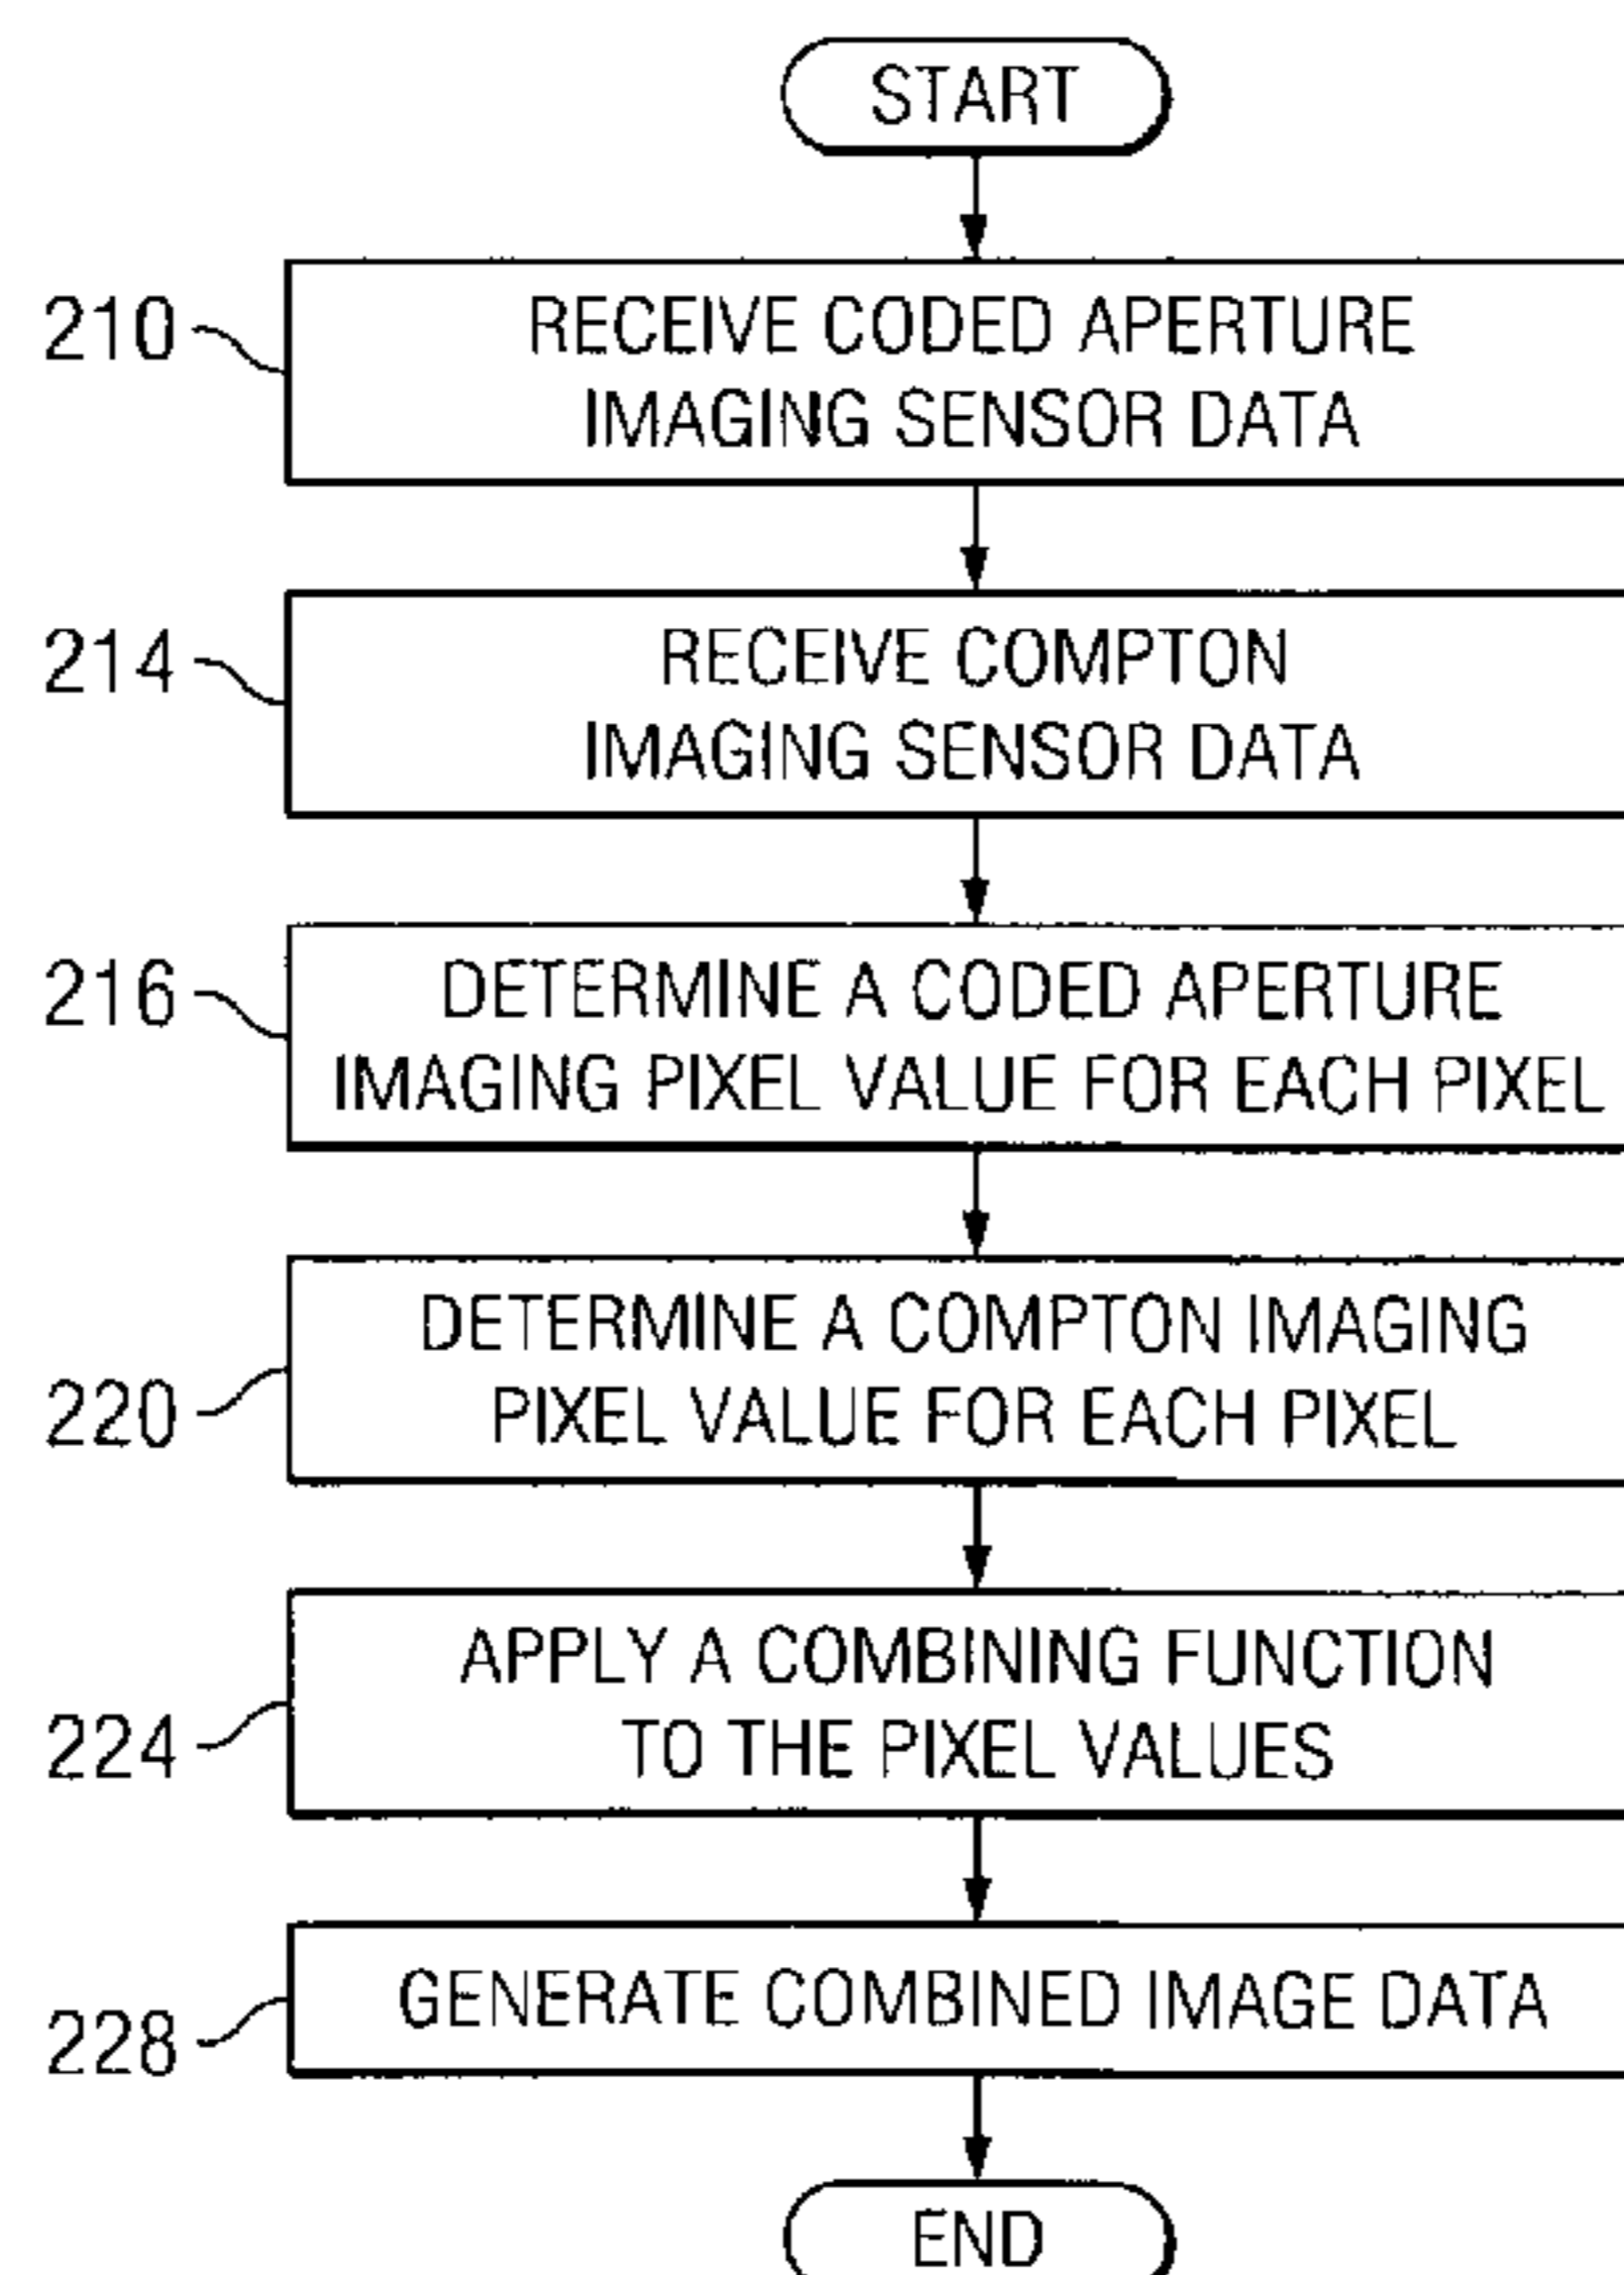 START
210
RECEIVE CODED APERTURE
IMAGING SENSOR DATA
214
RECEIVE COMPTON
IMAGING SENSOR DATA
216
DETERMINE A CODED APERTURE
IMAGING PIXEL VALUE FOR EACH PIXEL
220
DETERMINE A COMPTON IMAGING
PIXEL VALUE FOR EACH PIXEL
224
APPLY A COMBINING FUNCTION
TO THE PIXEL VALUES
228
GENERATE COMBINED IMAGE DATA
END